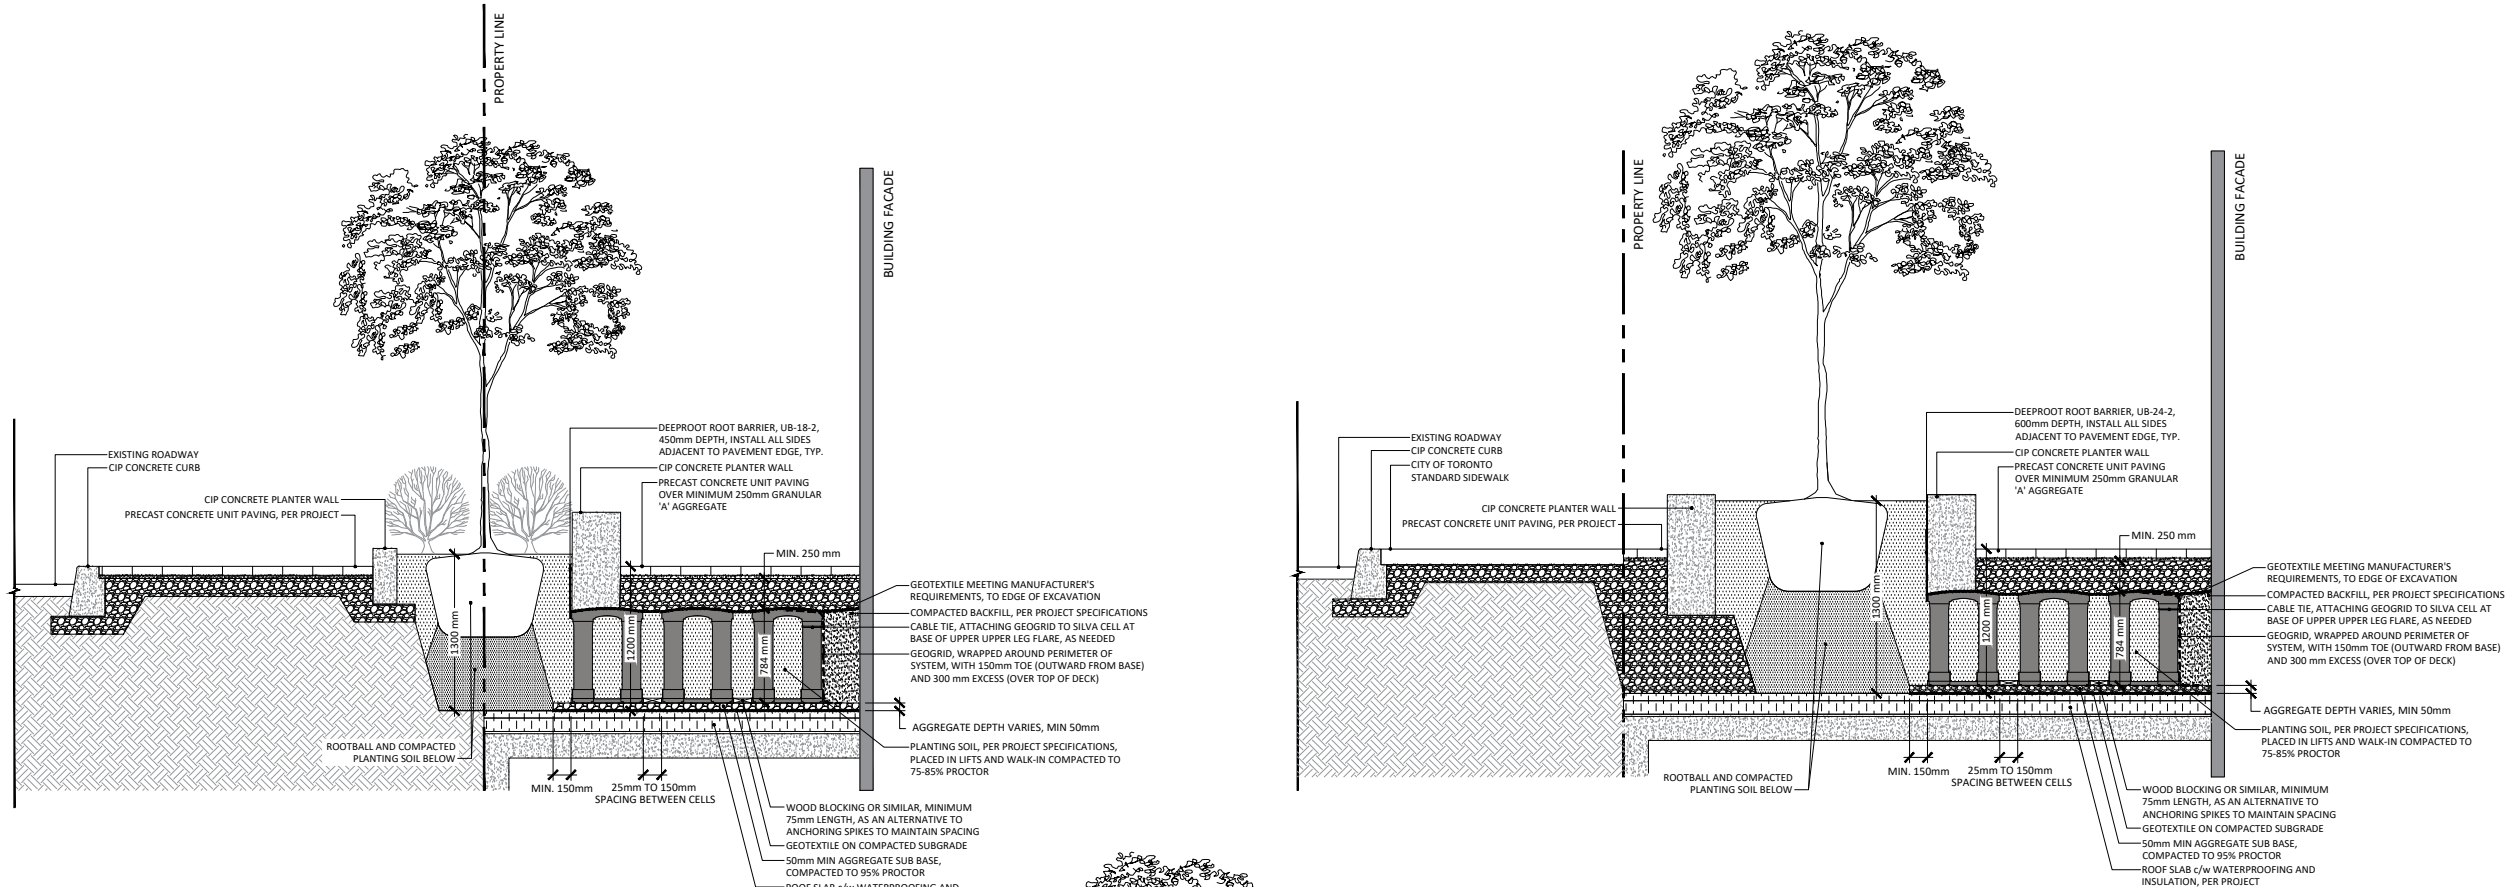 PROPERTY LINE
BUILDING FACADE
EXISTING ROADWAY
CIP CONCRETE CURB
CIP CONCRETE PLANTER WALL
PRECAST CONCRETE UNIT PAVING, PER PROJECT
DEEPROOT ROOT BARRIER, UB-18-2,
450mm DEPTH, INSTALL ALL SIDES
ADJACENT TO PAVEMENT EDGE, TYP.
CIP CONCRETE PLANTER WALL
PRECAST CONCRETE UNIT PAVING
OVER MINIMUM 250mm GRANULAR
'A' AGGREGATE
MIN. 250 mm
1300 mm
1200 mm
784 mm
GEOTEXTILE MEETING MANUFACTURER'S
REQUIREMENTS, TO EDGE OF EXCAVATION
COMPACTED BACKFILL, PER PROJECT SPECIFICATIONS
CABLE TIE, ATTACHING GEOGRID TO SILVA CELL AT
BASE OF UPPER UPPER LEG FLARE, AS NEEDED
GEOGRID, WRAPPED AROUND PERIMETER OF
SYSTEM, WITH 150mm TOE (OUTWARD FROM BASE)
AND 300 mm EXCESS (OVER TOP OF DECK)
AGGREGATE DEPTH VARIES, MIN 50mm
PLANTING SOIL, PER PROJECT SPECIFICATIONS,
PLACED IN LIFTS AND WALK-IN COMPACTED TO
75-85% PROCTOR
ROOTBALL AND COMPACTED
PLANTING SOIL BELOW
MIN. 150mm
25mm TO 150mm
SPACING BETWEEN CELLS
WOOD BLOCKING OR SIMILAR, MINIMUM
75mm LENGTH, AS AN ALTERNATIVE TO
ANCHORING SPIKES TO MAINTAIN SPACING
GEOTEXTILE ON COMPACTED SUBGRADE
50mm MIN AGGREGATE SUB BASE,
COMPACTED TO 95% PROCTOR
ROOF SLAB c/w WATERPROOFING AND
PROPERTY LINE
BUILDING FACADE
EXISTING ROADWAY
CIP CONCRETE CURB
CITY OF TORONTO
STANDARD SIDEWALK
CIP CONCRETE PLANTER WALL
PRECAST CONCRETE UNIT PAVING, PER PROJECT
DEEPROOT ROOT BARRIER, UB-24-2,
600mm DEPTH, INSTALL ALL SIDES
ADJACENT TO PAVEMENT EDGE, TYP.
CIP CONCRETE PLANTER WALL
PRECAST CONCRETE UNIT PAVING
OVER MINIMUM 250mm GRANULAR
'A' AGGREGATE
MIN. 250 mm
1300 mm
1200 mm
784 mm
GEOTEXTILE MEETING MANUFACTURER'S
REQUIREMENTS, TO EDGE OF EXCAVATION
COMPACTED BACKFILL, PER PROJECT SPECIFICATIONS
CABLE TIE, ATTACHING GEOGRID TO SILVA CELL AT
BASE OF UPPER UPPER LEG FLARE, AS NEEDED
GEOGRID, WRAPPED AROUND PERIMETER OF
SYSTEM, WITH 150mm TOE (OUTWARD FROM BASE)
AND 300 mm EXCESS (OVER TOP OF DECK)
AGGREGATE DEPTH VARIES, MIN 50mm
PLANTING SOIL, PER PROJECT SPECIFICATIONS,
PLACED IN LIFTS AND WALK-IN COMPACTED TO
75-85% PROCTOR
ROOTBALL AND COMPACTED
PLANTING SOIL BELOW
MIN. 150mm
25mm TO 150mm
SPACING BETWEEN CELLS
WOOD BLOCKING OR SIMILAR, MINIMUM
75mm LENGTH, AS AN ALTERNATIVE TO
ANCHORING SPIKES TO MAINTAIN SPACING
GEOTEXTILE ON COMPACTED SUBGRADE
50mm MIN AGGREGATE SUB BASE,
COMPACTED TO 95% PROCTOR
ROOF SLAB c/w WATERPROOFING AND
INSULATION, PER PROJECT